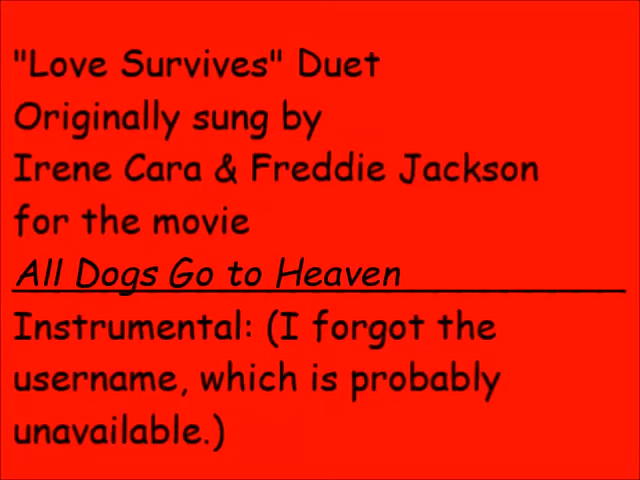 "Love Survives" Duet
Originally sung by
Irene Cara & Freddie Jackson
for the movie
All Dogs Go to Heaven
Instrumental: (I forgot the
username, which is probably
unavailable.)